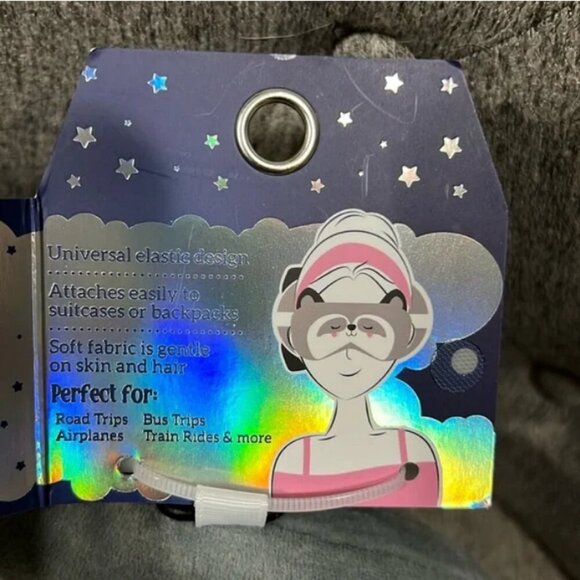 Universal elastic design
Attaches easily to
suitcases or backpacks
Soft fabric is gentle
on skin and hair
Perfect for:
Road Trips Bus Trips
Airplanes Train Rides & more